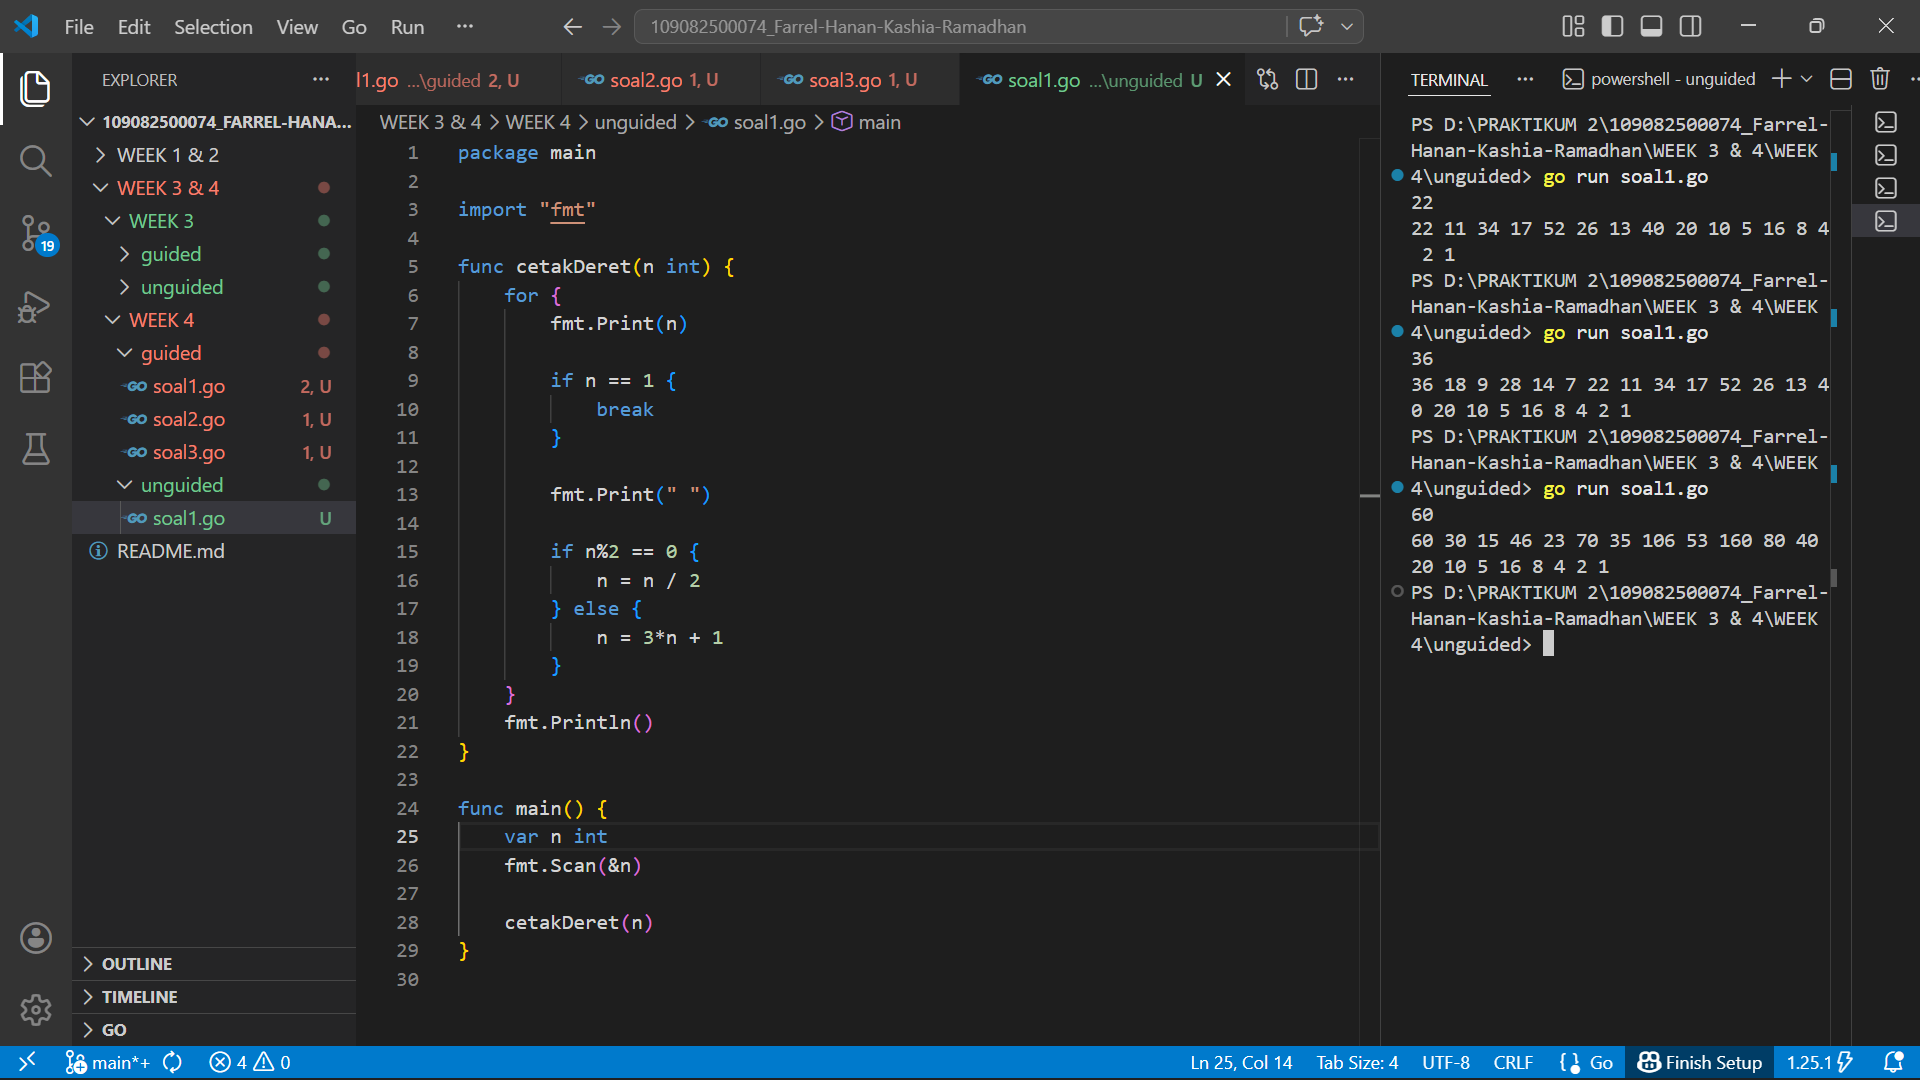 File Edit Selection View Go Run
109082500074_Farrel-Hanan-Kashia-Ramadhan
EXPLORER
109082500074_FARREL-HANA...
WEEK 1 & 2
WEEK 3 & 4
WEEK 3
guided
unguided
WEEK 4
guided
soal1.go 2, U
soal2.go 1, U
soal3.go 1, U
unguided
soal1.go U
README.md
OUTLINE
TIMELINE
GO
19
l1.go ...\guided 2, U
soal2.go 1, U
soal3.go 1, U
soal1.go ...\unguided U
WEEK 3 & 4 > WEEK 4 > unguided > soal1.go > main
1 package main
2
3 import "fmt"
4
5 func cetakDeret(n int) {
6 for {
7 fmt.Print(n)
8
9 if n == 1 {
10 break
11 }
12
13 fmt.Print(" ")
14
15 if n%2 == 0 {
16 n = n / 2
17 } else {
18 n = 3*n + 1
19 }
20 }
21 fmt.Println()
22 }
23
24 func main() {
25 var n int
26 fmt.Scan(&n)
27
28 cetakDeret(n)
29 }
30
TERMINAL
powershell - unguided
PS D:\PRAKTIKUM 2\109082500074_Farrel-
Hanan-Kashia-Ramadhan\WEEK 3 & 4\WEEK
4\unguided> go run soal1.go
22
22 11 34 17 52 26 13 40 20 10 5 16 8 4
2 1
PS D:\PRAKTIKUM 2\109082500074_Farrel-
Hanan-Kashia-Ramadhan\WEEK 3 & 4\WEEK
4\unguided> go run soal1.go
36
36 18 9 28 14 7 22 11 34 17 52 26 13 4
0 20 10 5 16 8 4 2 1
PS D:\PRAKTIKUM 2\109082500074_Farrel-
Hanan-Kashia-Ramadhan\WEEK 3 & 4\WEEK
4\unguided> go run soal1.go
60
60 30 15 46 23 70 35 106 53 160 80 40
20 10 5 16 8 4 2 1
PS D:\PRAKTIKUM 2\109082500074_Farrel-
Hanan-Kashia-Ramadhan\WEEK 3 & 4\WEEK
4\unguided>
main*+ 4 0
Ln 25, Col 14 Tab Size: 4 UTF-8 CRLF {} Go Finish Setup 1.25.1